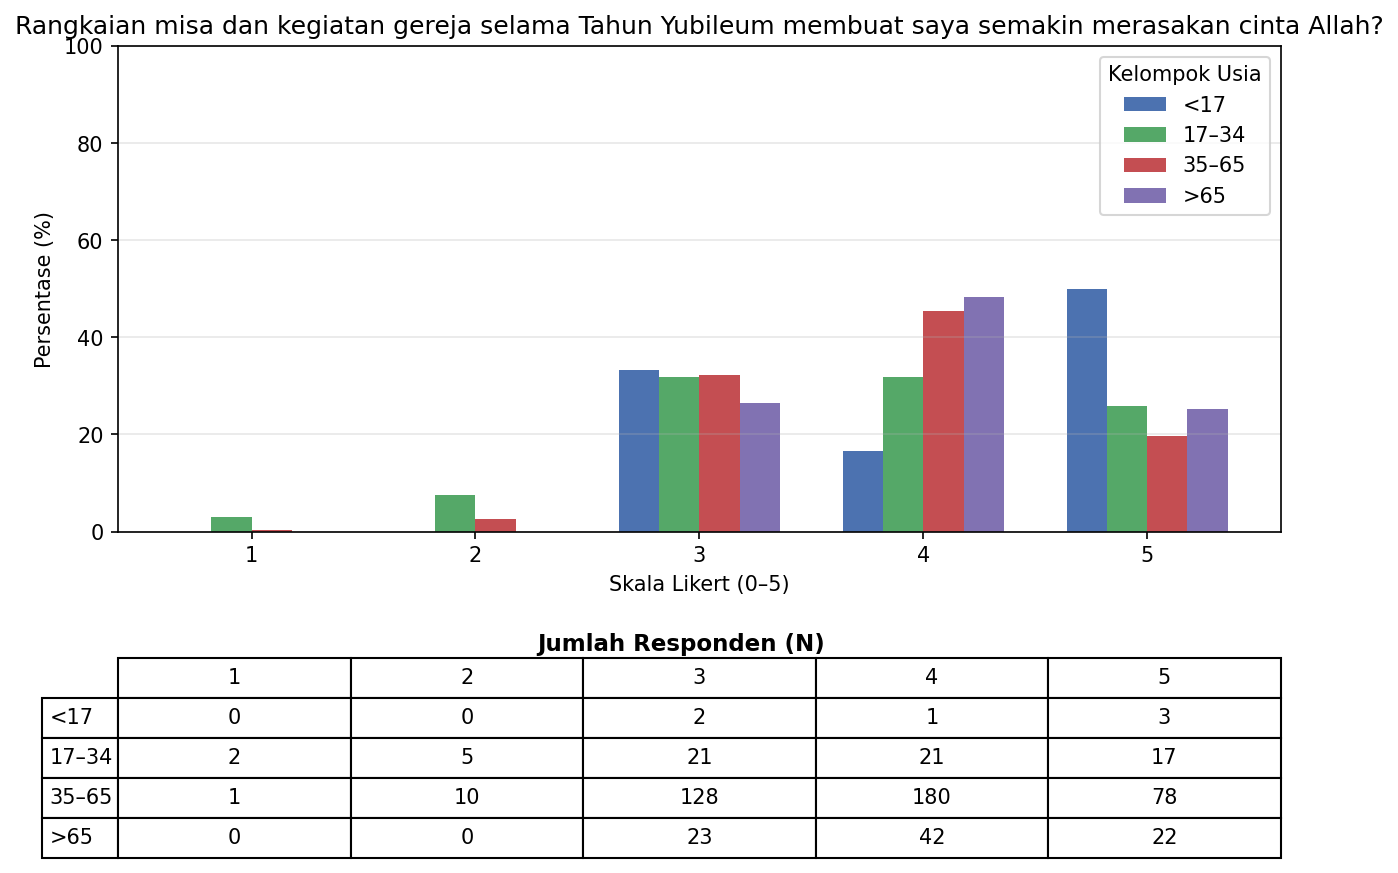 Rangkaian misa dan kegiatan gereja selama Tahun Yubileum membuat saya semakin merasakan cinta Allah?
Persentase (%)
100
80
60
40
20
0
Kelompok Usia
<17
17–34
35–65
>65
1 2 3 4 5
Skala Likert (0–5)
Jumlah Responden (N)
1 2 3 4 5
<17 0 0 2 1 3
17–34 2 5 21 21 17
35–65 1 10 128 180 78
>65 0 0 23 42 22